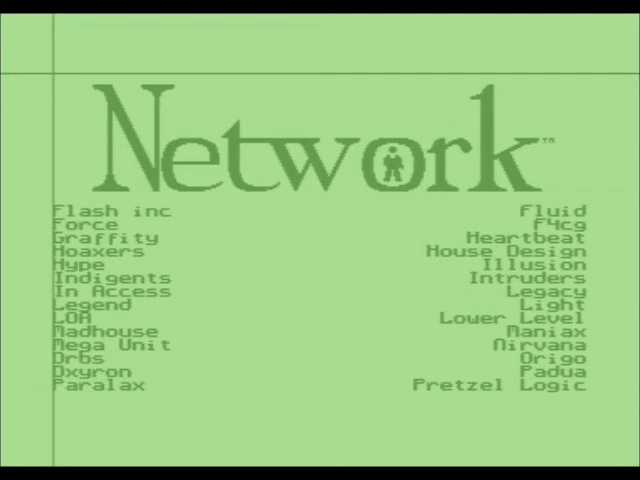 Network™
Flash inc Fluid
Force F4cg
Graffity Heartbeat
Hoaxers House Design
Hype Illusion
Indigents Intruders
In Access Legacy
Legend Light
LOA Lower Level
Madhouse Maniax
Mega Unit Nirvana
Orbs Origo
Oxyron Padua
Paralax Pretzel Logic